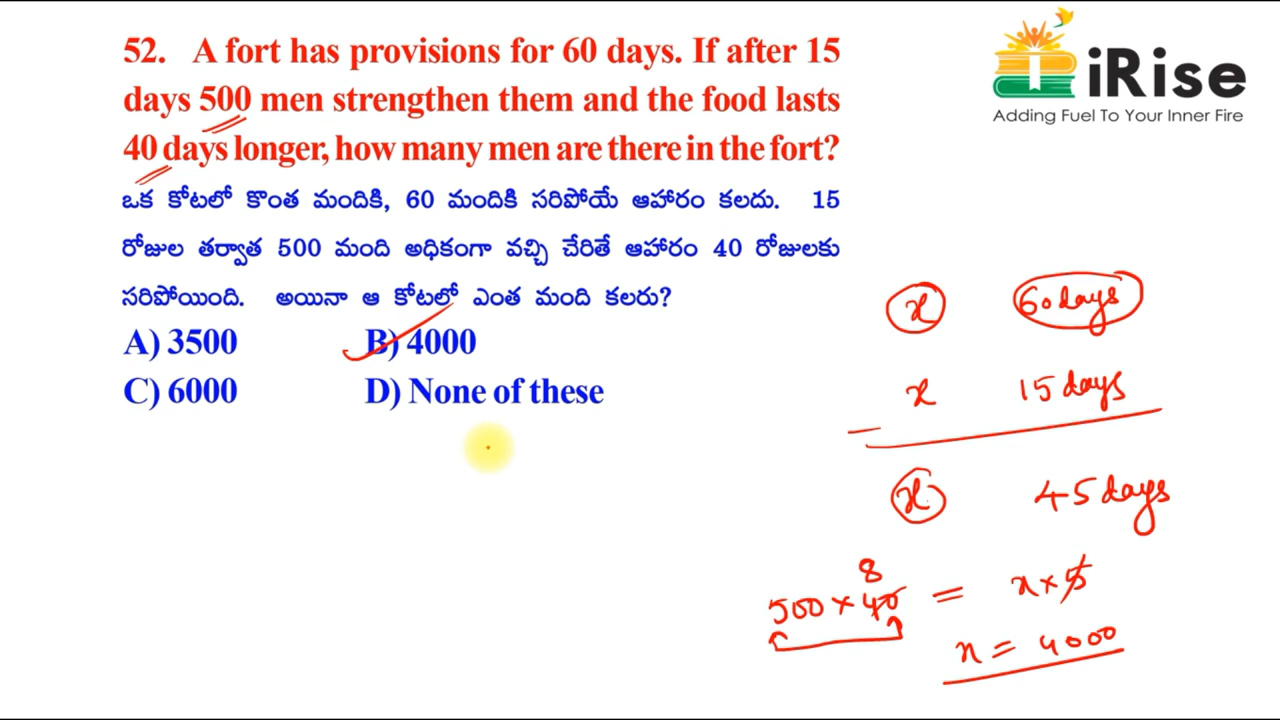 52. A fort has provisions for 60 days. If after 15
days 500 men strengthen them and the food lasts
40 days longer, how many men are there in the fort?
ఒక కోటలో కొంత మందికి, 60 మందికి సరిపోయే ఆహారం కలదు. 15
రోజుల తర్వాత 500 మంది అధికంగా వచ్చి చేరితే ఆహారం 40 రోజులకు
సరిపోయింది. అయినా ఆ కోటలో ఎంత మంది కలరు?
A) 3500 B) 4000
C) 6000 D) None of these
iRise
Adding Fuel To Your Inner Fire
x 60 days
x 15 days
x 45 days
8
500 × 40 = x × 5
x = 4000